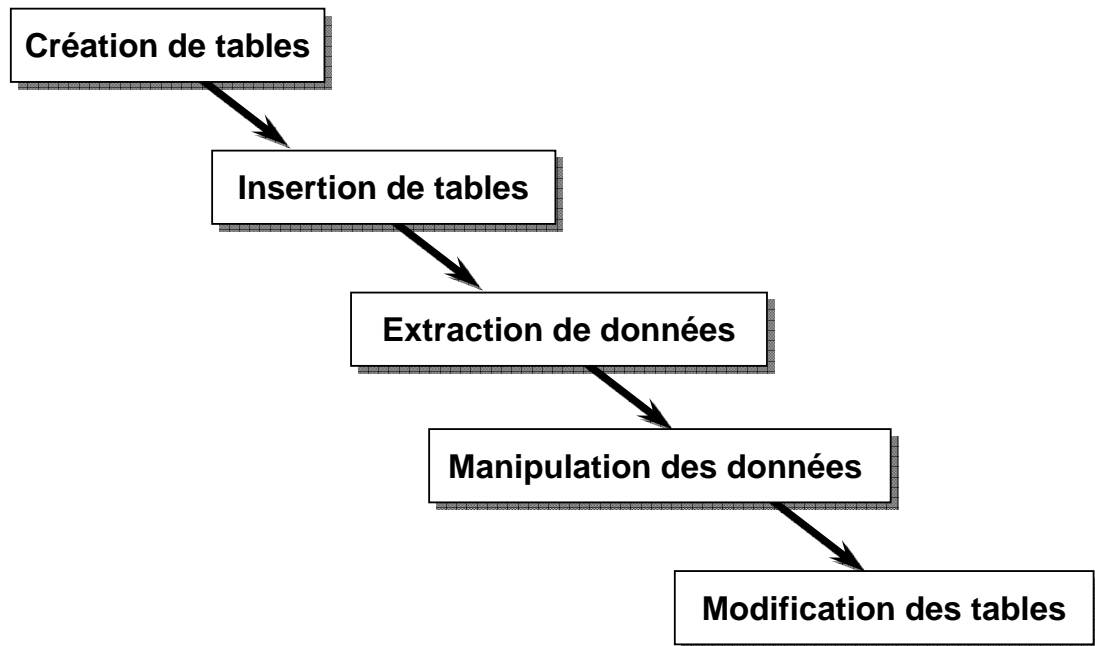 Création de tables
Insertion de tables
Extraction de données
Manipulation des données
Modification des tables